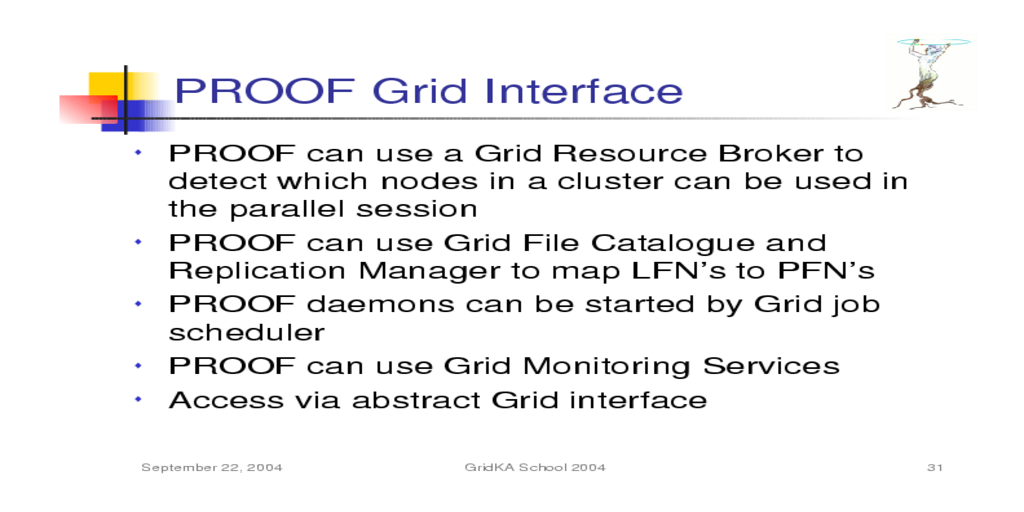 PROOF Grid Interface
• PROOF can use a Grid Resource Broker to
detect which nodes in a cluster can be used in
the parallel session
• PROOF can use Grid File Catalogue and
Replication Manager to map LFN’s to PFN’s
• PROOF daemons can be started by Grid job
scheduler
• PROOF can use Grid Monitoring Services
• Access via abstract Grid interface
September 22, 2004 GridKA School 2004 31